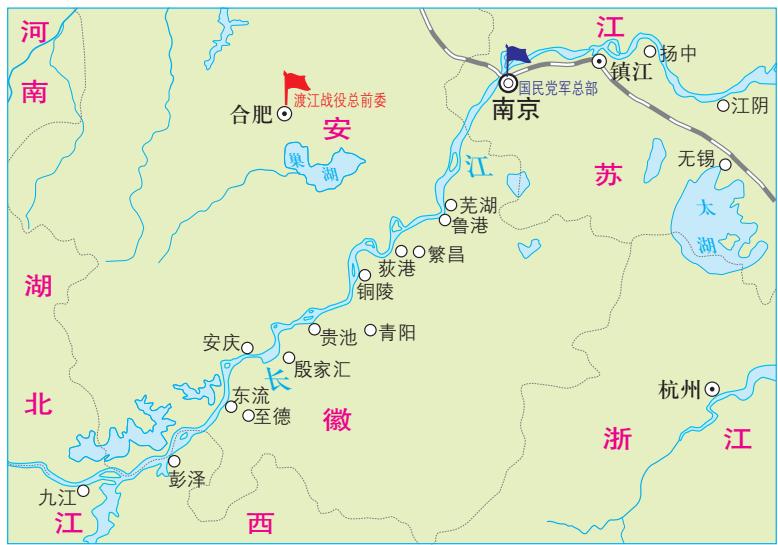 河南
江苏
安徽
湖北
江西
浙江
长江
巢湖
太湖
渡江战役总前委
合肥
国民党军总部
南京
镇江
扬中
江阴
无锡
芜湖
鲁港
荻港
繁昌
铜陵
贵池
青阳
安庆
殷家汇
东流
至德
彭泽
九江
杭州